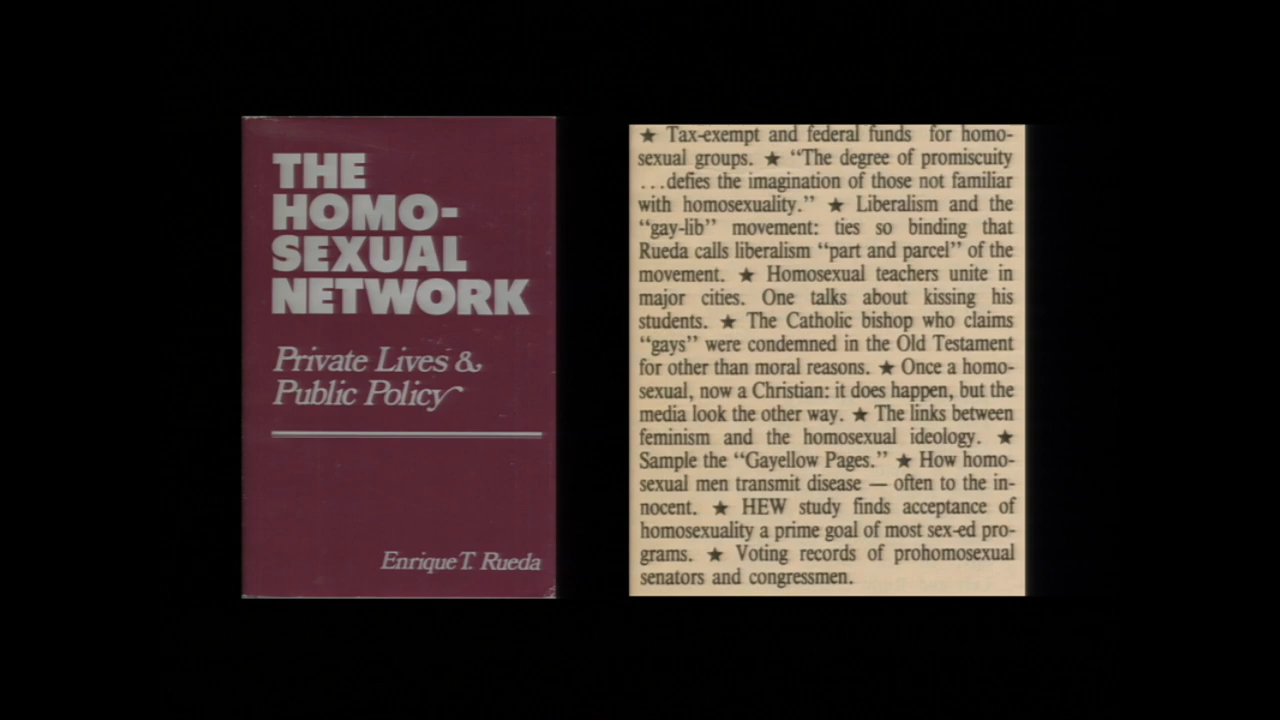 THE
HOMO-
SEXUAL
NETWORK
Private Lives &
Public Policy
Enrique T. Rueda
★ Tax-exempt and federal funds for homo-
sexual groups. ★ “The degree of promiscuity
...defies the imagination of those not familiar
with homosexuality.” ★ Liberalism and the
“gay-lib” movement: ties so binding that
Rueda calls liberalism “part and parcel” of the
movement. ★ Homosexual teachers unite in
major cities. One talks about kissing his
students. ★ The Catholic bishop who claims
“gays” were condemned in the Old Testament
for other than moral reasons. ★ Once a homo-
sexual, now a Christian: it does happen, but the
media look the other way. ★ The links between
feminism and the homosexual ideology. ★
Sample the “Gayellow Pages.” ★ How homo-
sexual men transmit disease — often to the in-
nocent. ★ HEW study finds acceptance of
homosexuality a prime goal of most sex-ed pro-
grams. ★ Voting records of prohomosexual
senators and congressmen.